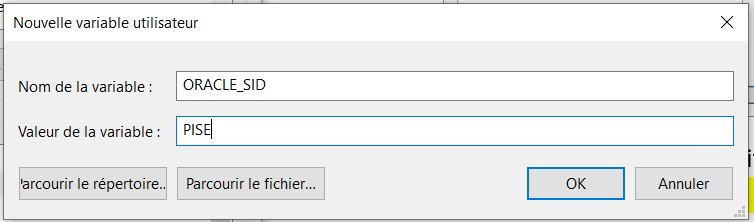 Nouvelle variable utilisateur
Nom de la variable :
ORACLE_SID
Valeur de la variable :
PISE
Parcourir le répertoire...
Parcourir le fichier...
OK
Annuler